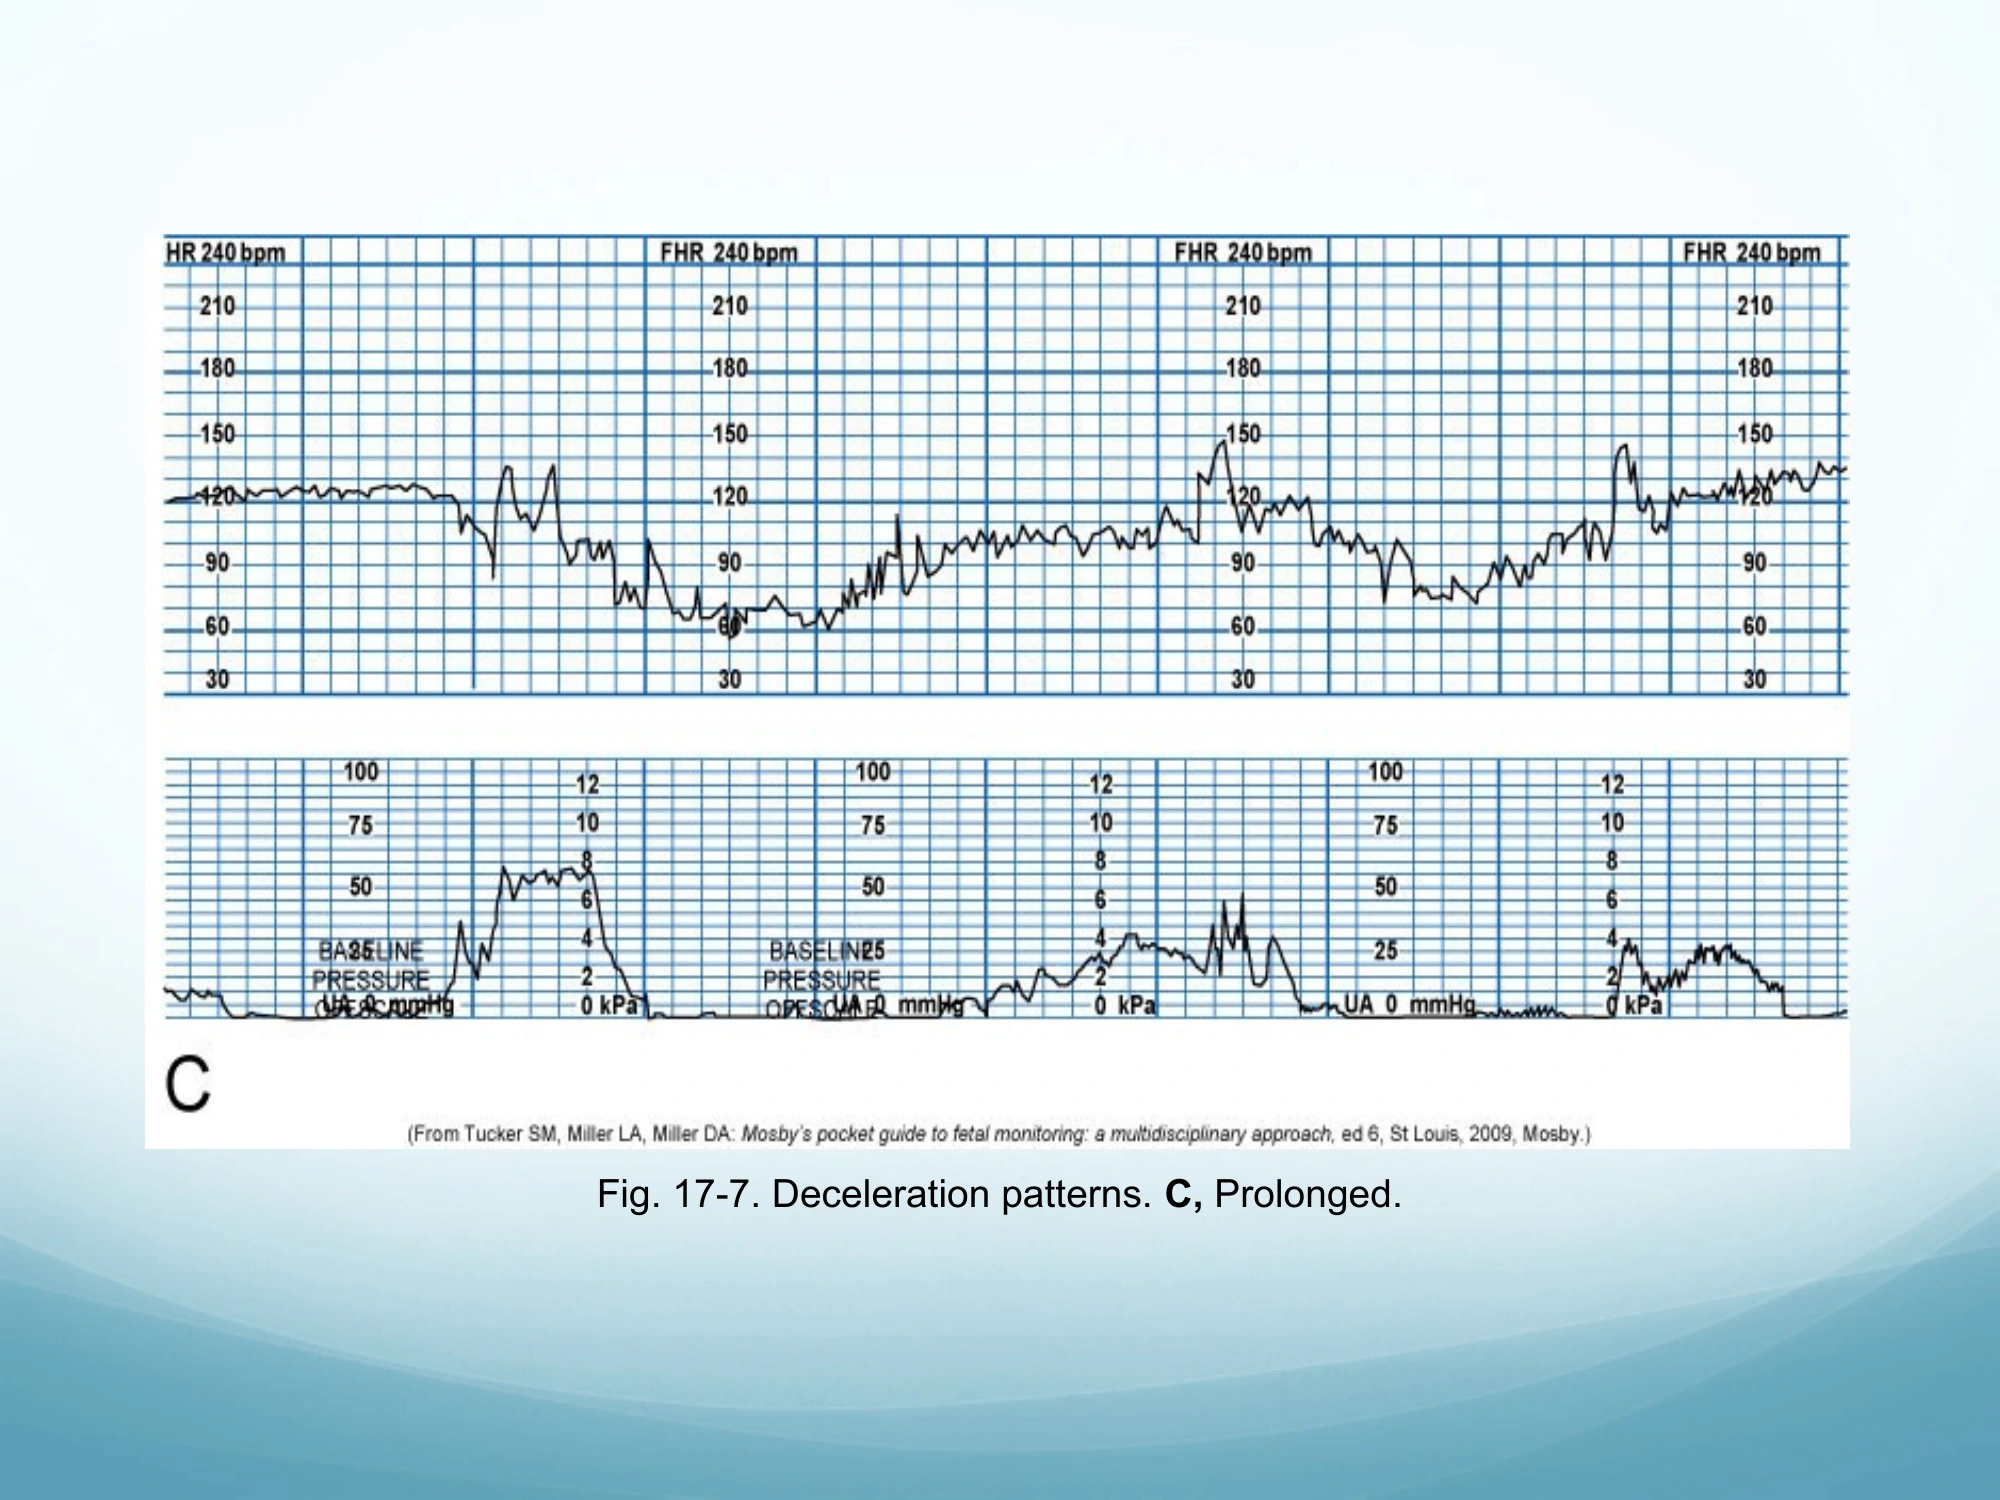 HR 240 bpm FHR 240 bpm FHR 240 bpm FHR 240 bpm
210 210 210 210
180 180 180 180
150 150 150 150
120 120 120 120
90 90 90 90
60 60 60 60
30 30 30 30
100 12 100 12 100 12
75 10 75 10 75 10
8 8 8
50 6 50 6 50 6
BASELINE 25 4 BASELINE 25 4 25 4
PRESSURE 2 PRESSURE 2 2
UA 0 mmHg 0 kPa UA 0 mmHg 0 kPa UA 0 mmHg 0 kPa
C
(From Tucker SM, Miller LA, Miller DA: Mosby's pocket guide to fetal monitoring: a multidisciplinary approach, ed 6, St Louis, 2009, Mosby.)
Fig. 17-7. Deceleration patterns. C, Prolonged.